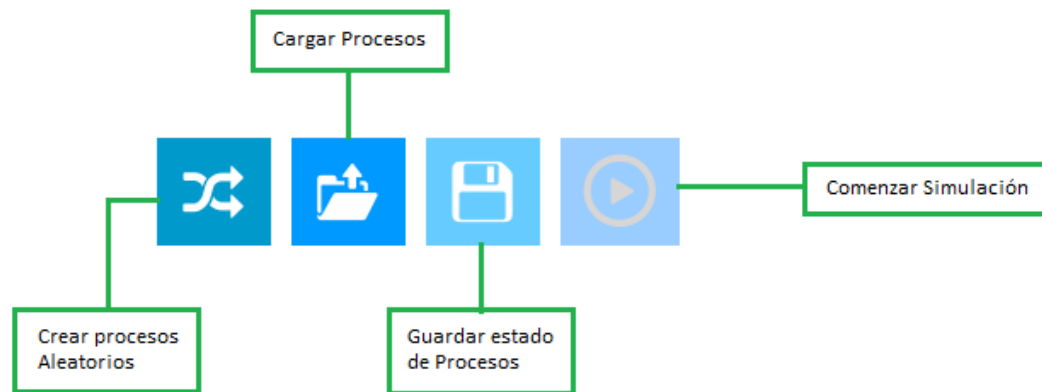 Cargar Procesos
Comenzar Simulación
Crear procesos
Aleatorios
Guardar estado
de Procesos